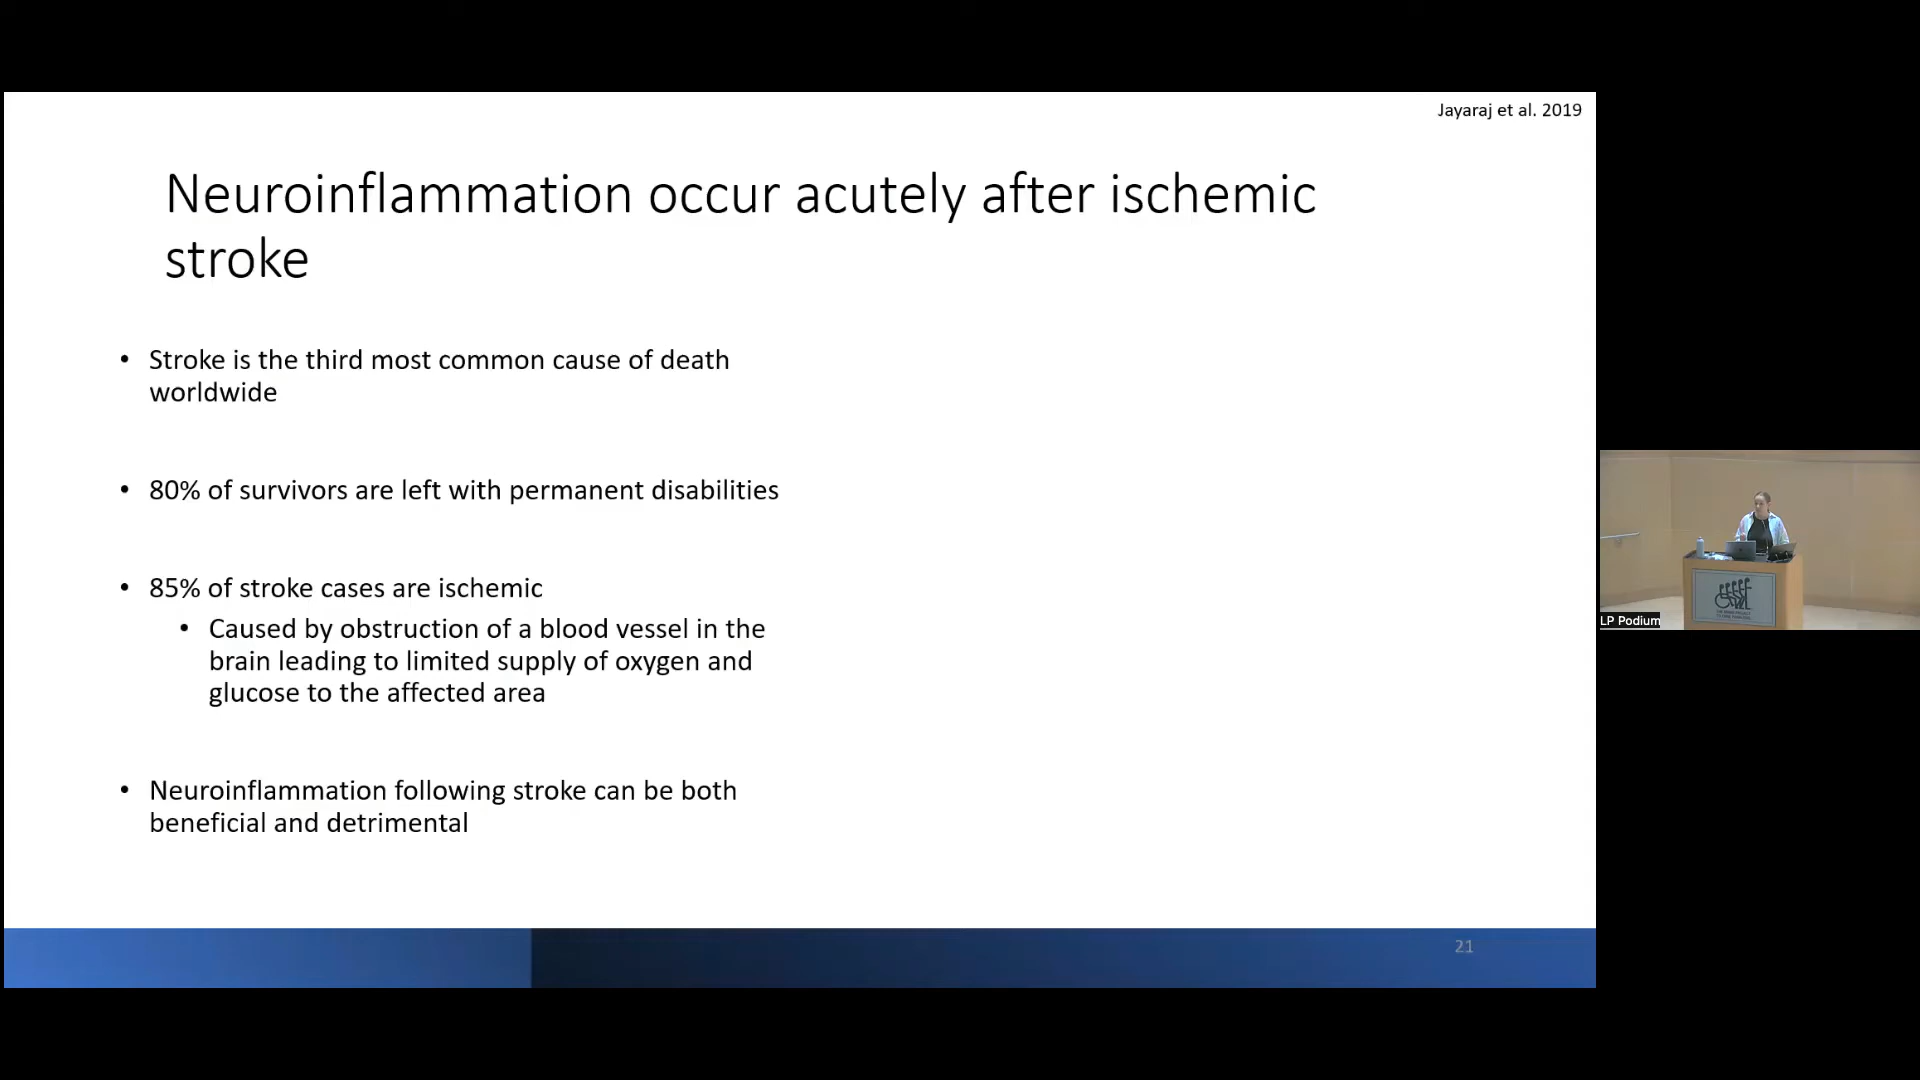 Jayaraj et al. 2019
Neuroinflammation occur acutely after ischemic
stroke
• Stroke is the third most common cause of death
worldwide
• 80% of survivors are left with permanent disabilities
• 85% of stroke cases are ischemic
• Caused by obstruction of a blood vessel in the
brain leading to limited supply of oxygen and
glucose to the affected area
• Neuroinflammation following stroke can be both
beneficial and detrimental
21
LP Podium